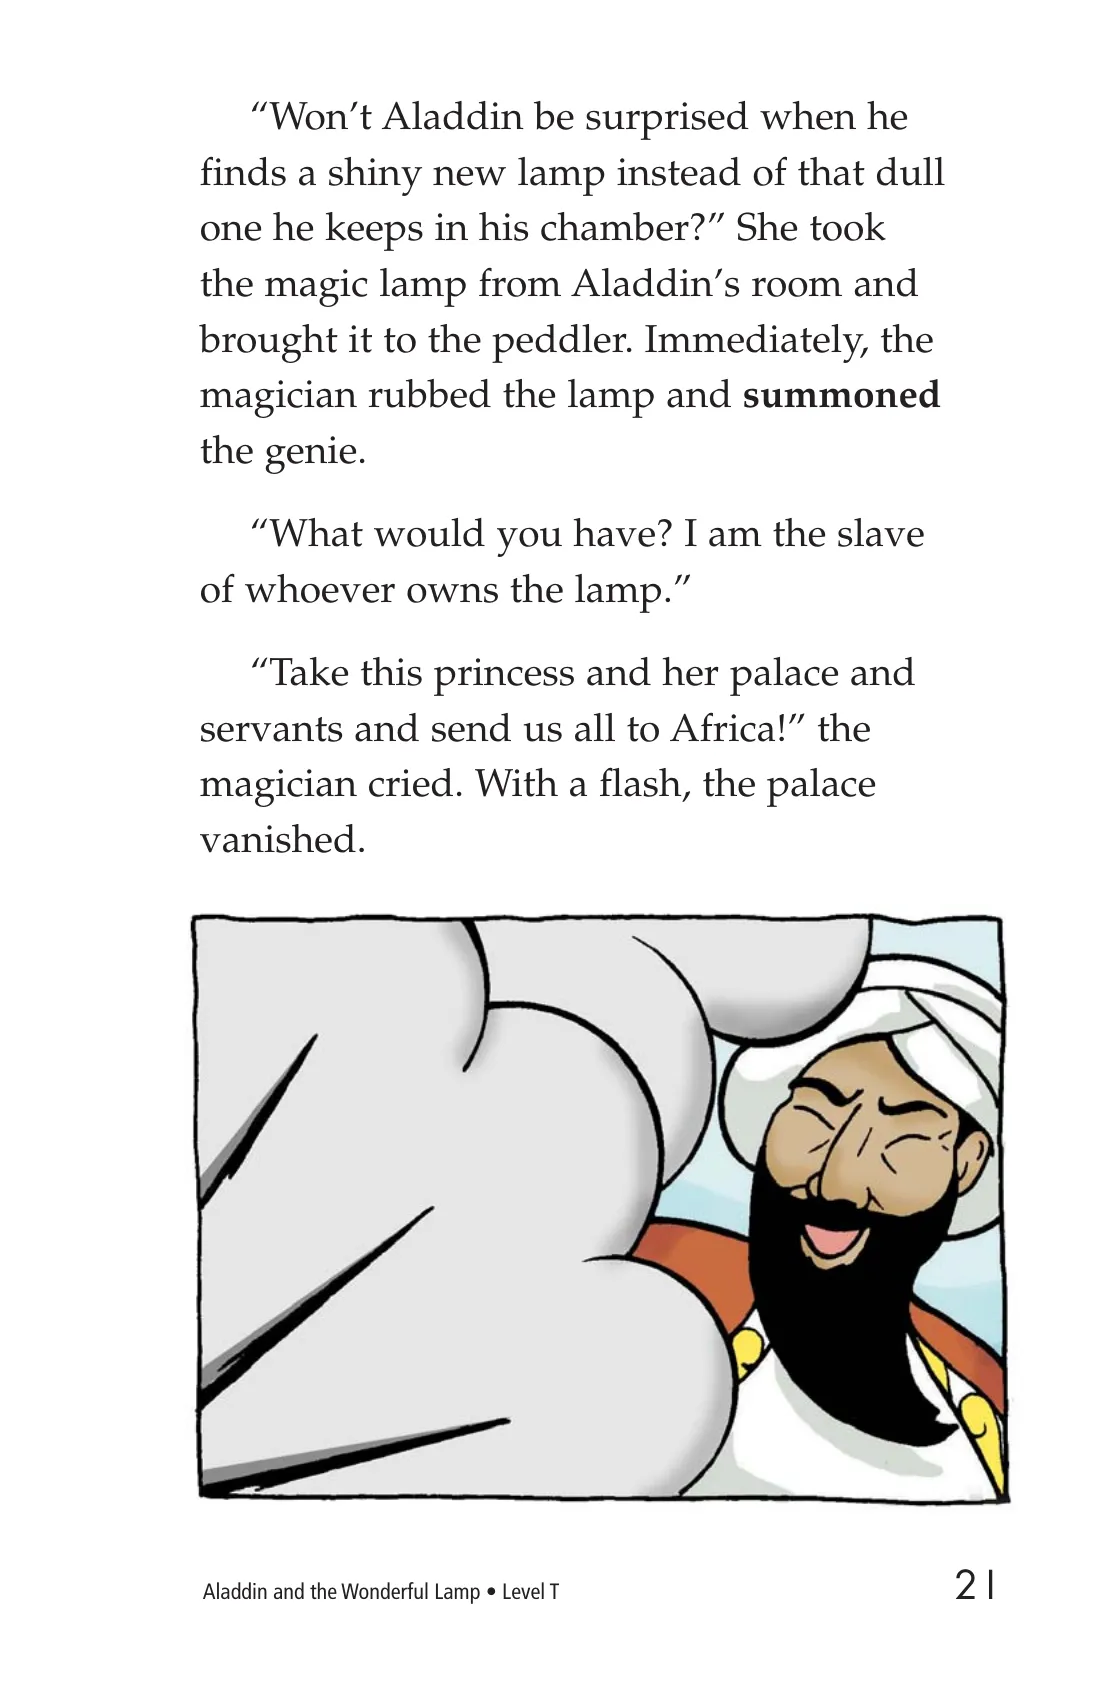 “Won’t Aladdin be surprised when he
finds a shiny new lamp instead of that dull
one he keeps in his chamber?” She took
the magic lamp from Aladdin’s room and
brought it to the peddler. Immediately, the
magician rubbed the lamp and summoned
the genie.
“What would you have? I am the slave
of whoever owns the lamp.”
“Take this princess and her palace and
servants and send us all to Africa!” the
magician cried. With a flash, the palace
vanished.
Aladdin and the Wonderful Lamp • Level T
21